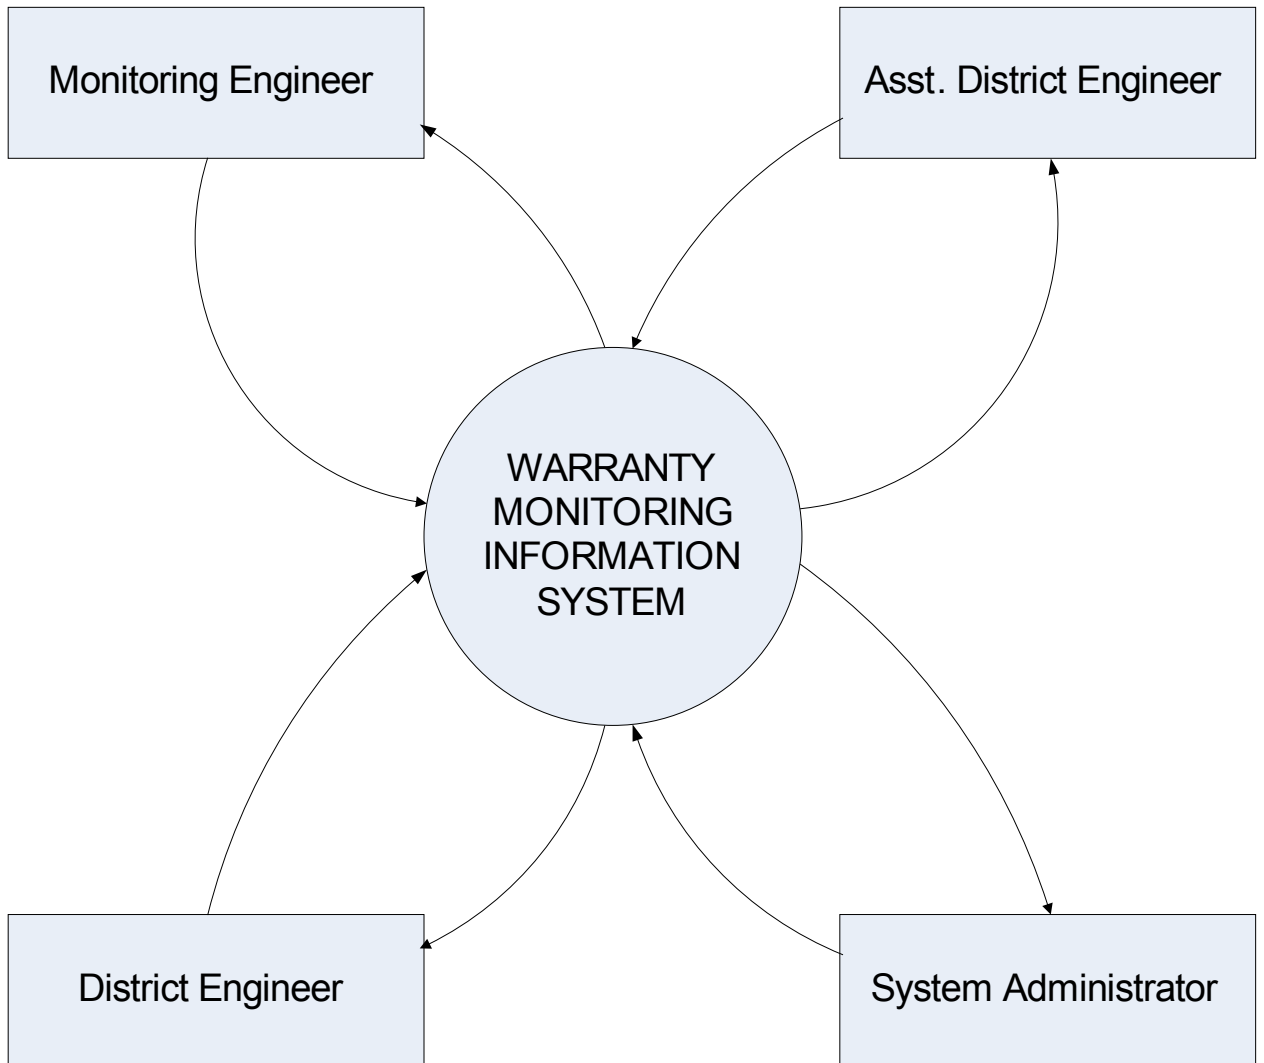 Monitoring Engineer
Asst. District Engineer
WARRANTY
MONITORING
INFORMATION
SYSTEM
District Engineer
System Administrator